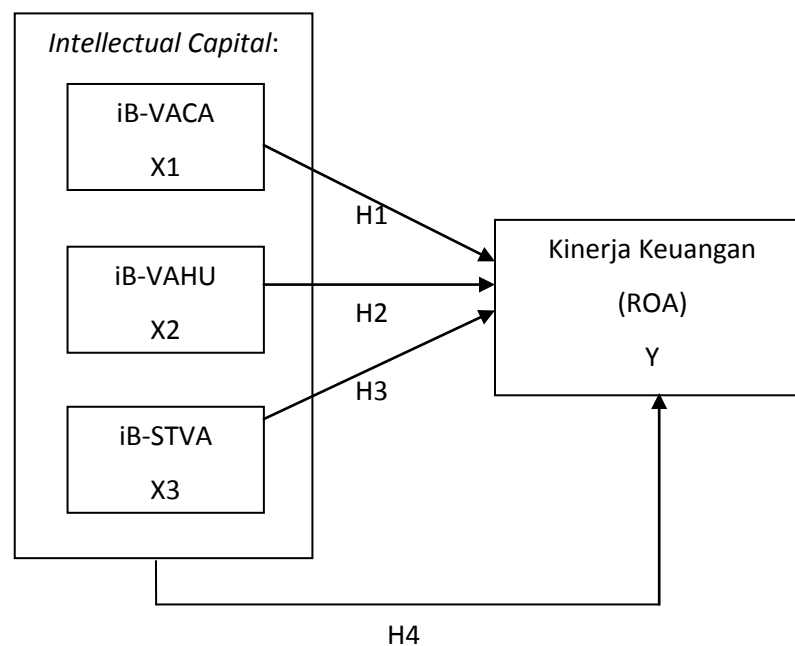 Intellectual Capital:
iB-VACA
X1
H1
iB-VAHU
X2
H2
iB-STVA
X3
H3
Kinerja Keuangan
(ROA)
Y
H4